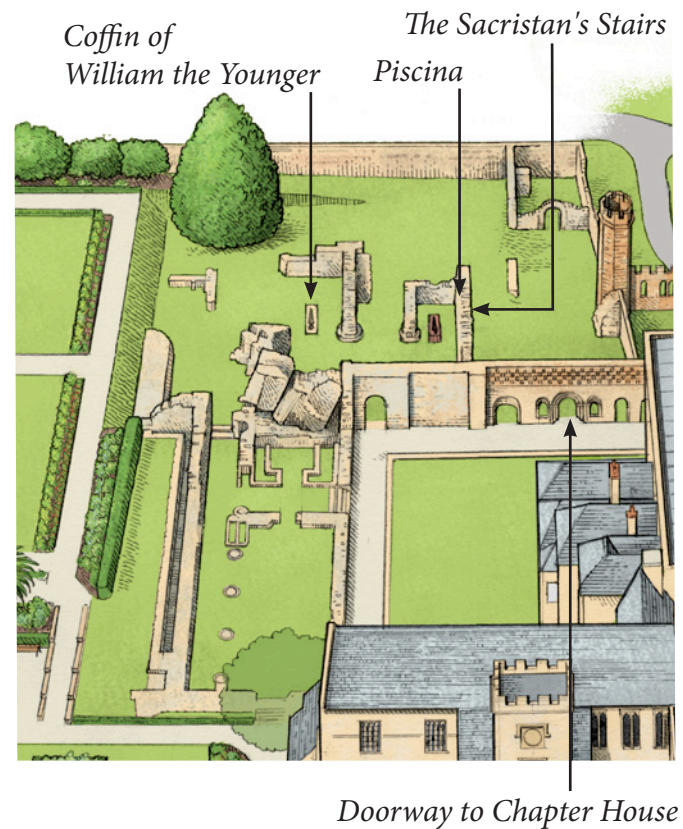 The Sacristan's Stairs
Coffin of
William the Younger
Piscina
Doorway to Chapter House